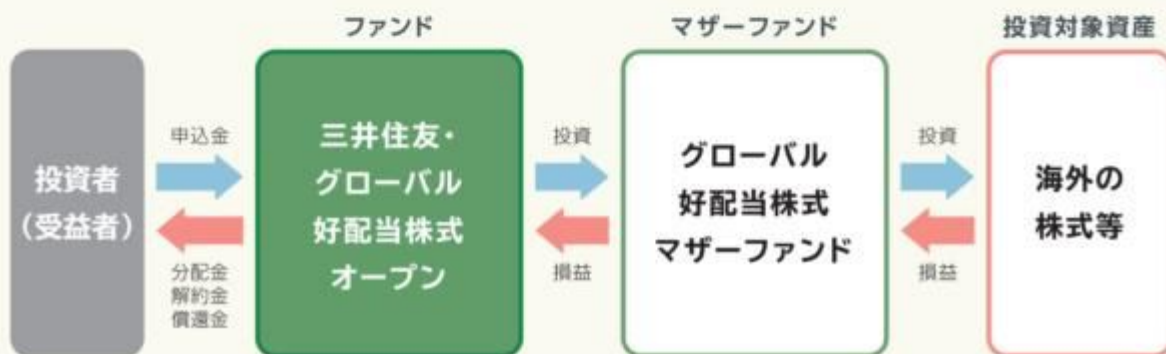 ファンド
マザーファンド
投資対象資産
投資者
（受益者）
申込金
分配金
解約金
償還金
三井住友・
グローバル
好配当株式
オープン
投資
損益
グローバル
好配当株式
マザーファンド
投資
損益
海外の
株式等